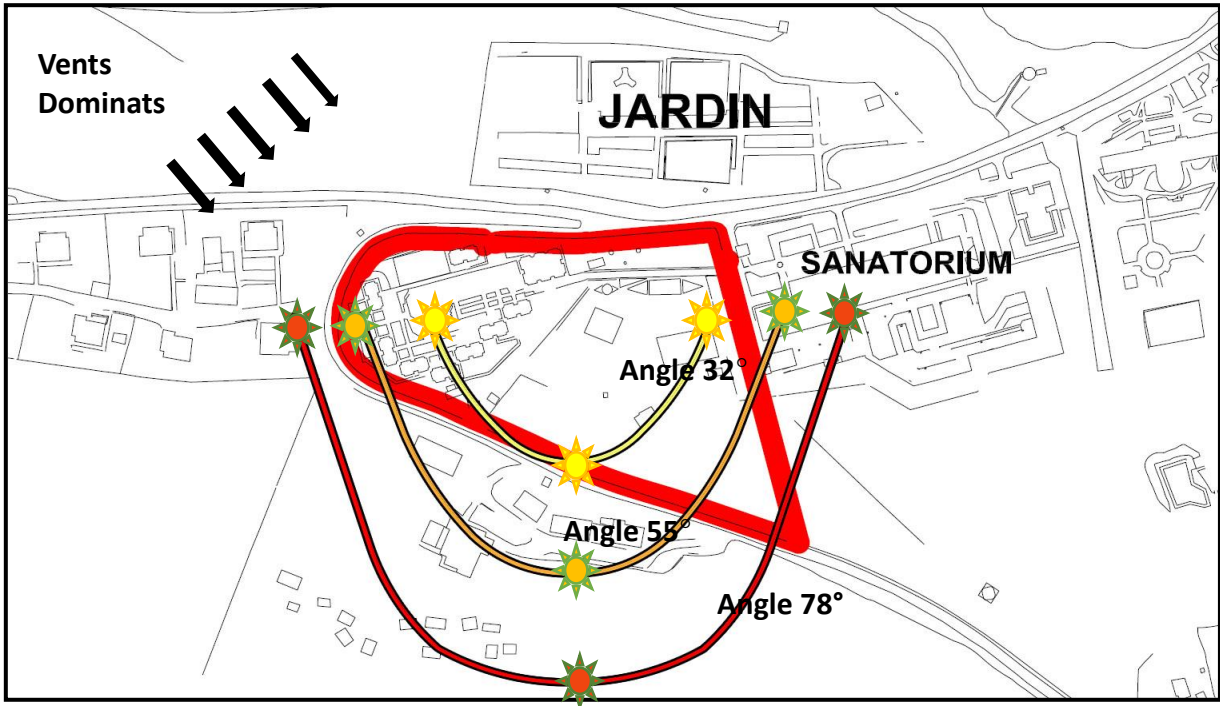 Vents
Dominats
JARDIN
SANATORIUM
Angle 32°
Angle 55°
Angle 78°